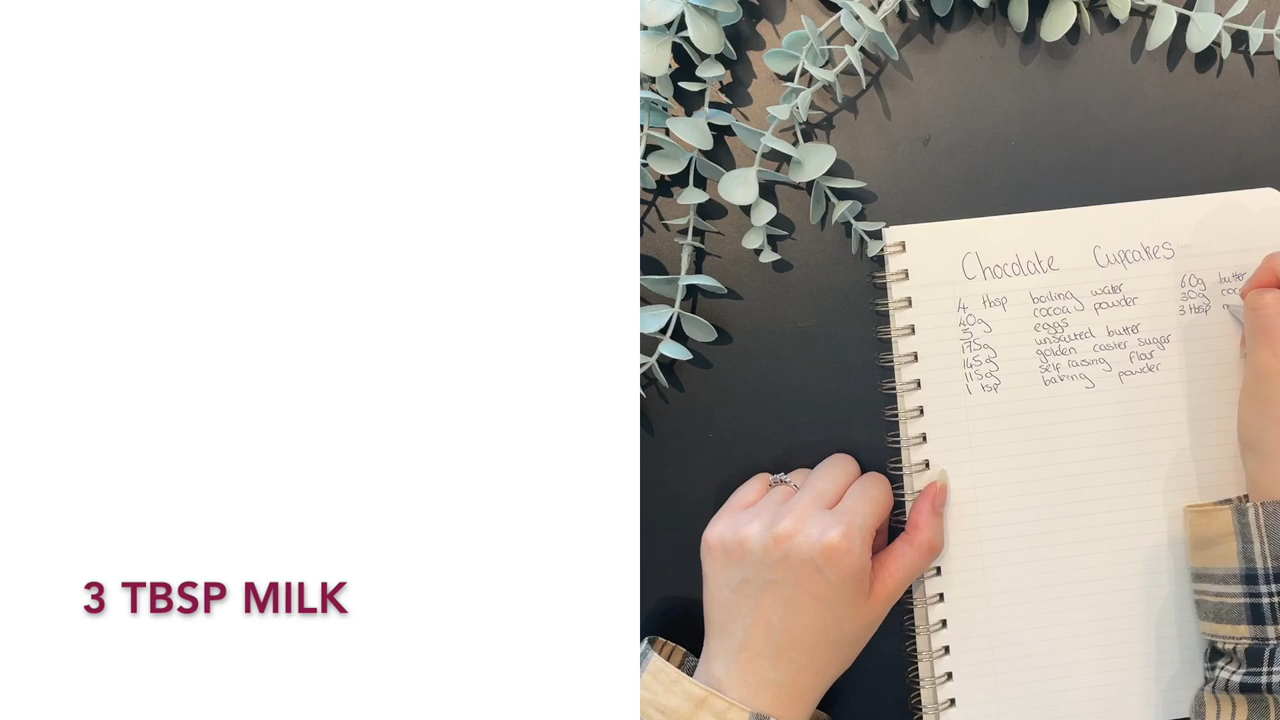 3 TBSP MILK
Chocolate Cupcakes
4 tbsp boiling water
40g cocoa powder
3 eggs
175g unsalted butter
165g golden caster sugar
115g self raising flour
1 tsp baking powder
60g butter
30g coc
3 tbsp m